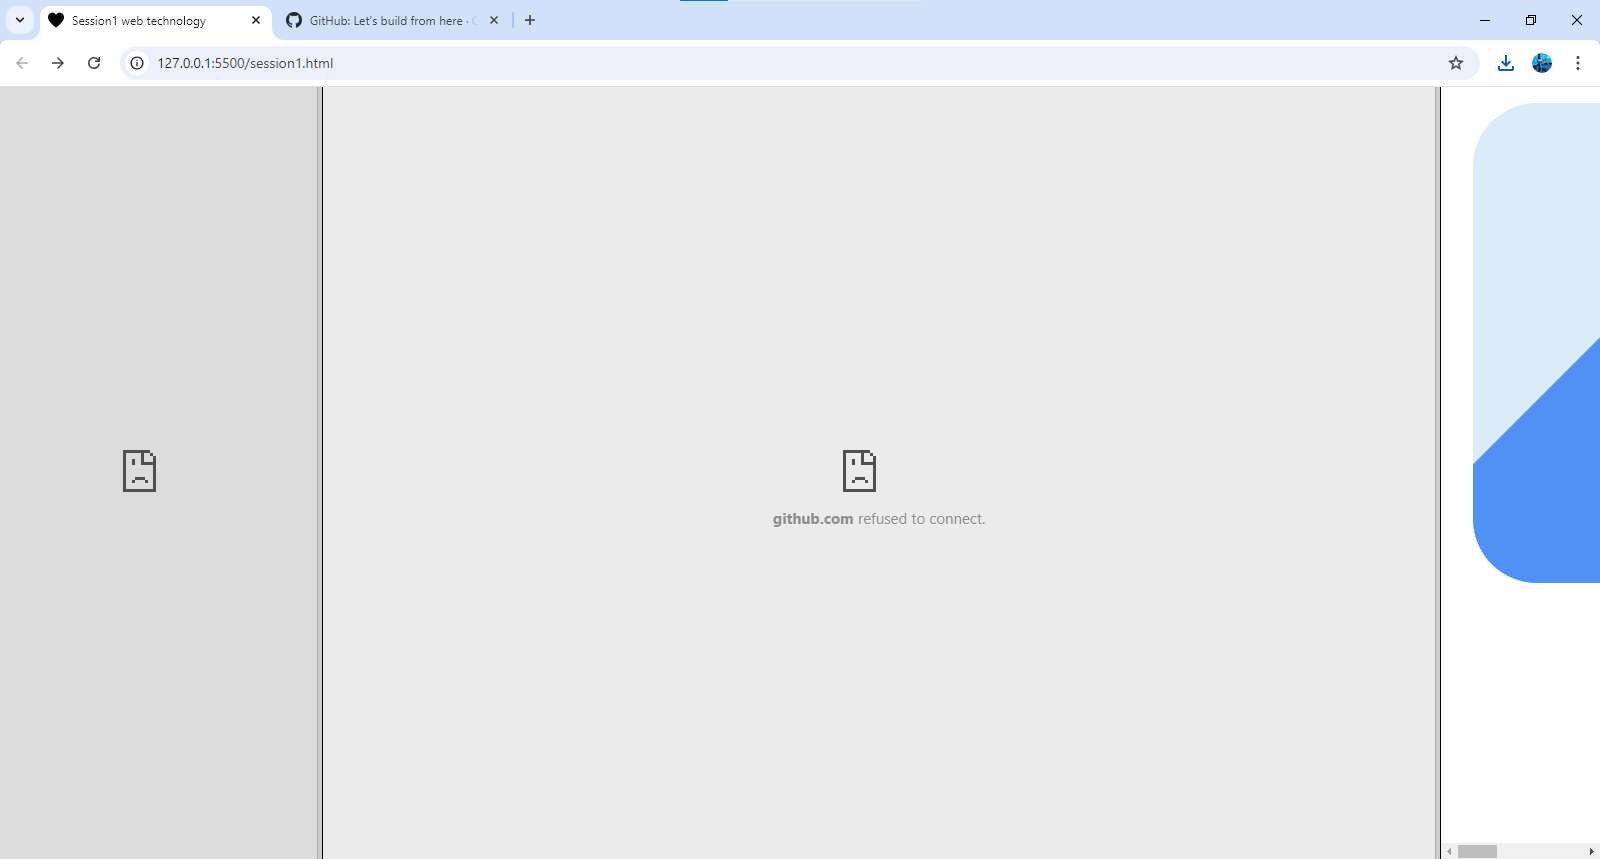 Session1 web technology
GitHub: Let's build from here ·
127.0.0.1:5500/session1.html
github.com refused to connect.